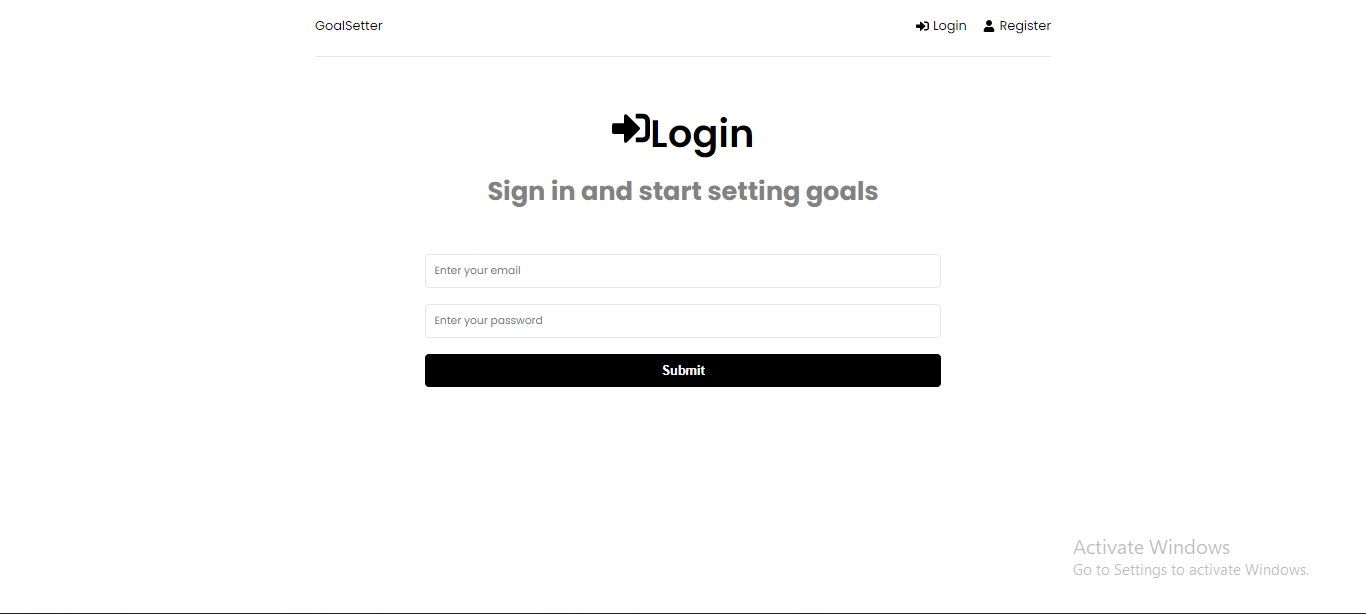 GoalSetter
Login
Register
Login
Sign in and start setting goals
Enter your email
Enter your password
Submit
Activate Windows
Go to Settings to activate Windows.